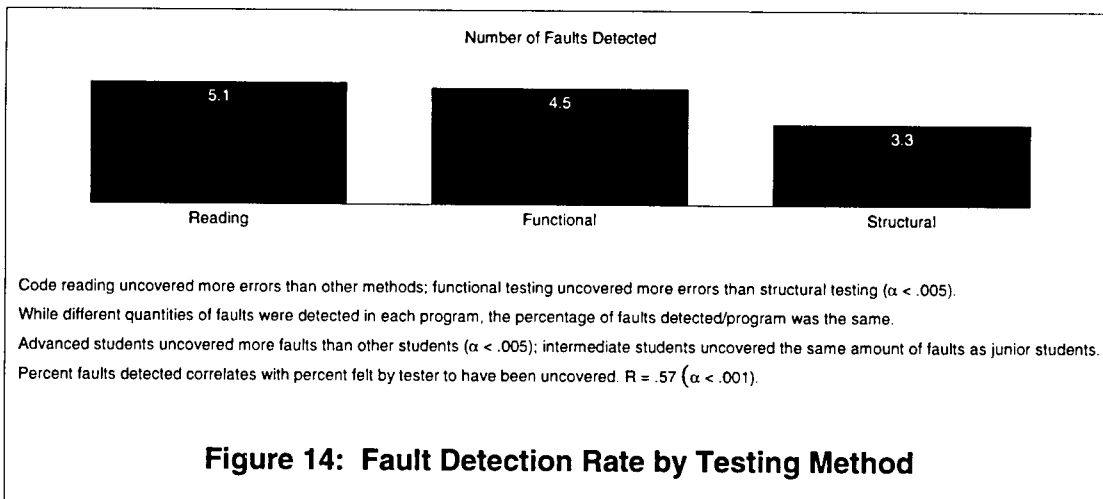 Number of Faults Detected
5.1
4.5
3.3
Reading
Functional
Structural
Code reading uncovered more errors than other methods; functional testing uncovered more errors than structural testing (α < .005).
While different quantities of faults were detected in each program, the percentage of faults detected/program was the same.
Advanced students uncovered more faults than other students (α < .005); intermediate students uncovered the same amount of faults as junior students.
Percent faults detected correlates with percent felt by tester to have been uncovered. R = .57 (α < .001).
Figure 14: Fault Detection Rate by Testing Method